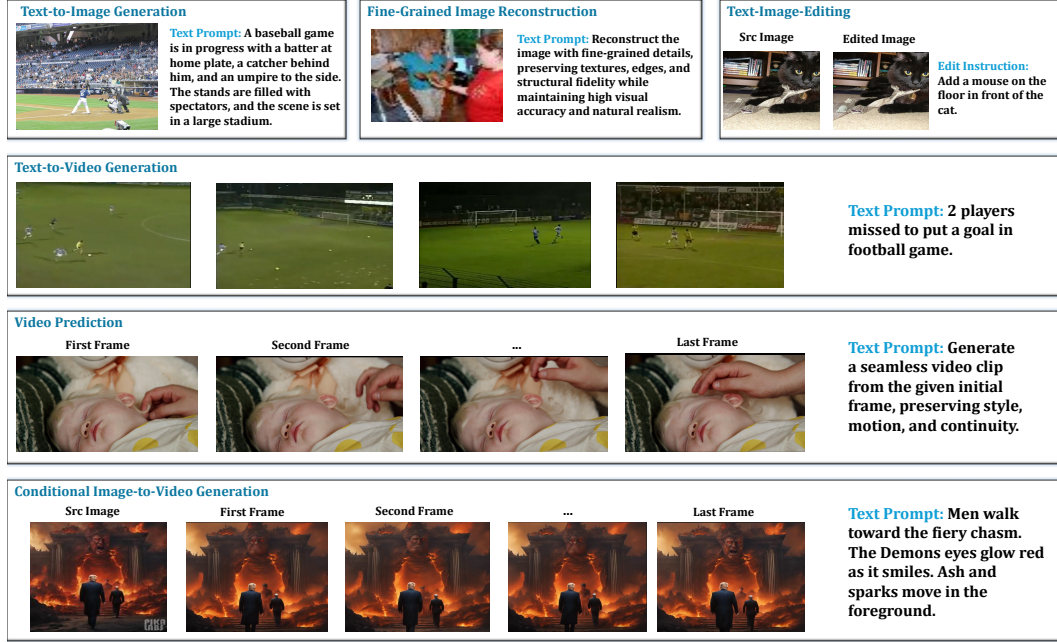 Text-to-Image Generation
Text Prompt: A baseball game
is in progress with a batter at
home plate, a catcher behind
him, and an umpire to the side.
The stands are filled with
spectators, and the scene is set
in a large stadium.
Fine-Grained Image Reconstruction
Text Prompt: Reconstruct the
image with fine-grained details,
preserving textures, edges, and
structural fidelity while
maintaining high visual
accuracy and natural realism.
Text-Image-Editing
Src Image
Edited Image
Edit Instruction:
Add a mouse on the
floor in front of the
cat.
Text-to-Video Generation
Text Prompt: 2 players
missed to put a goal in
football game.
Video Prediction
First Frame
Second Frame
...
Last Frame
Text Prompt: Generate
a seamless video clip
from the given initial
frame, preserving style,
motion, and continuity.
Conditional Image-to-Video Generation
Src Image
First Frame
Second Frame
...
Last Frame
PIKA
LABS
Text Prompt: Men walk
toward the fiery chasm.
The Demons eyes glow red
as it smiles. Ash and
sparks move in the
foreground.